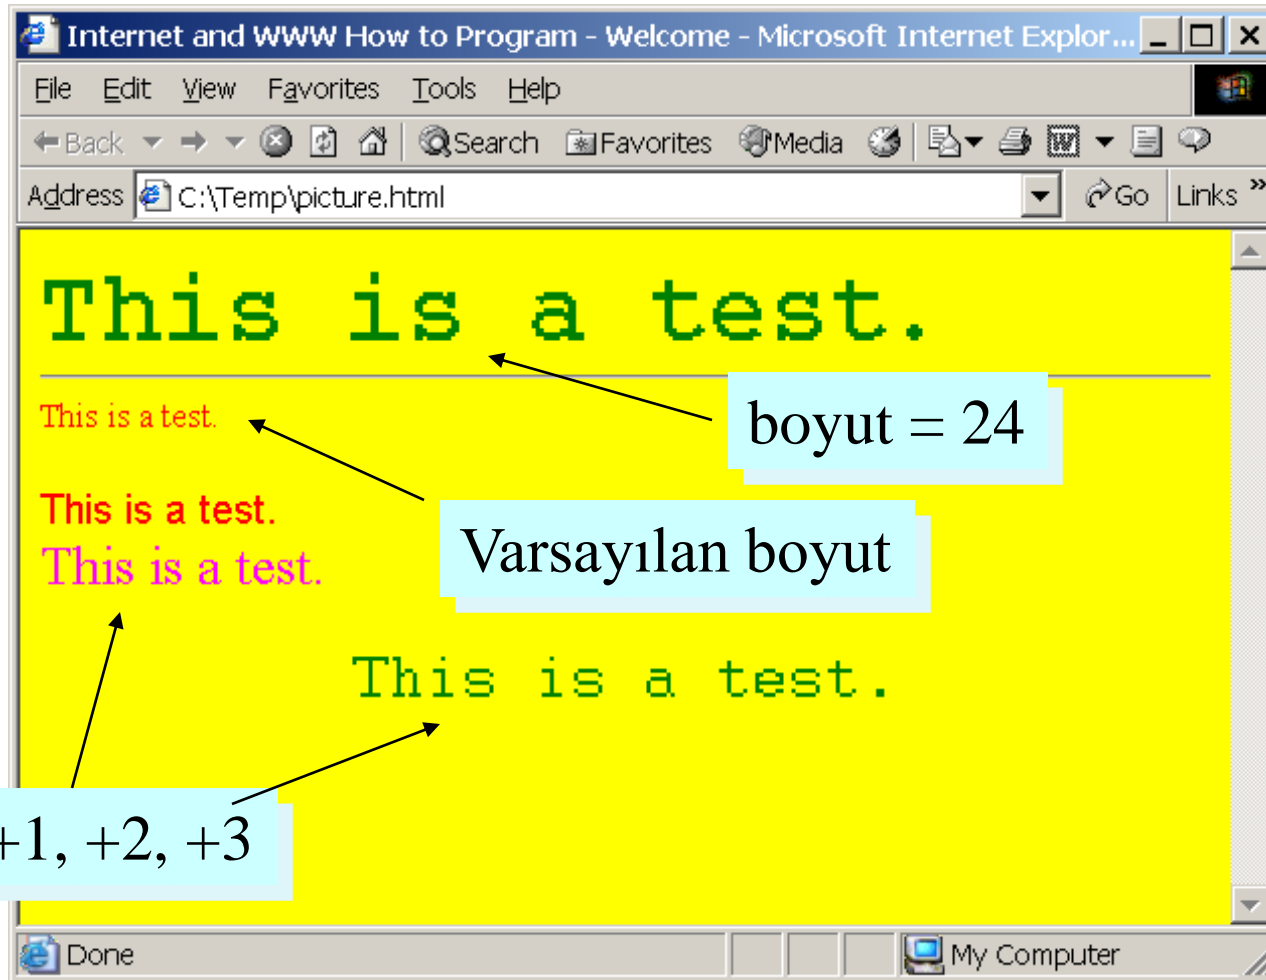 Internet and WWW How to Program - Welcome - Microsoft Internet Explor...
File Edit View Favorites Tools Help
Back Search Favorites Media
Address C:\Temp\picture.html Go Links »
This is a test.
boyut = 24
This is a test.
This is a test.
Varsayılan boyut
This is a test.
This is a test.
+1, +2, +3
Done My Computer